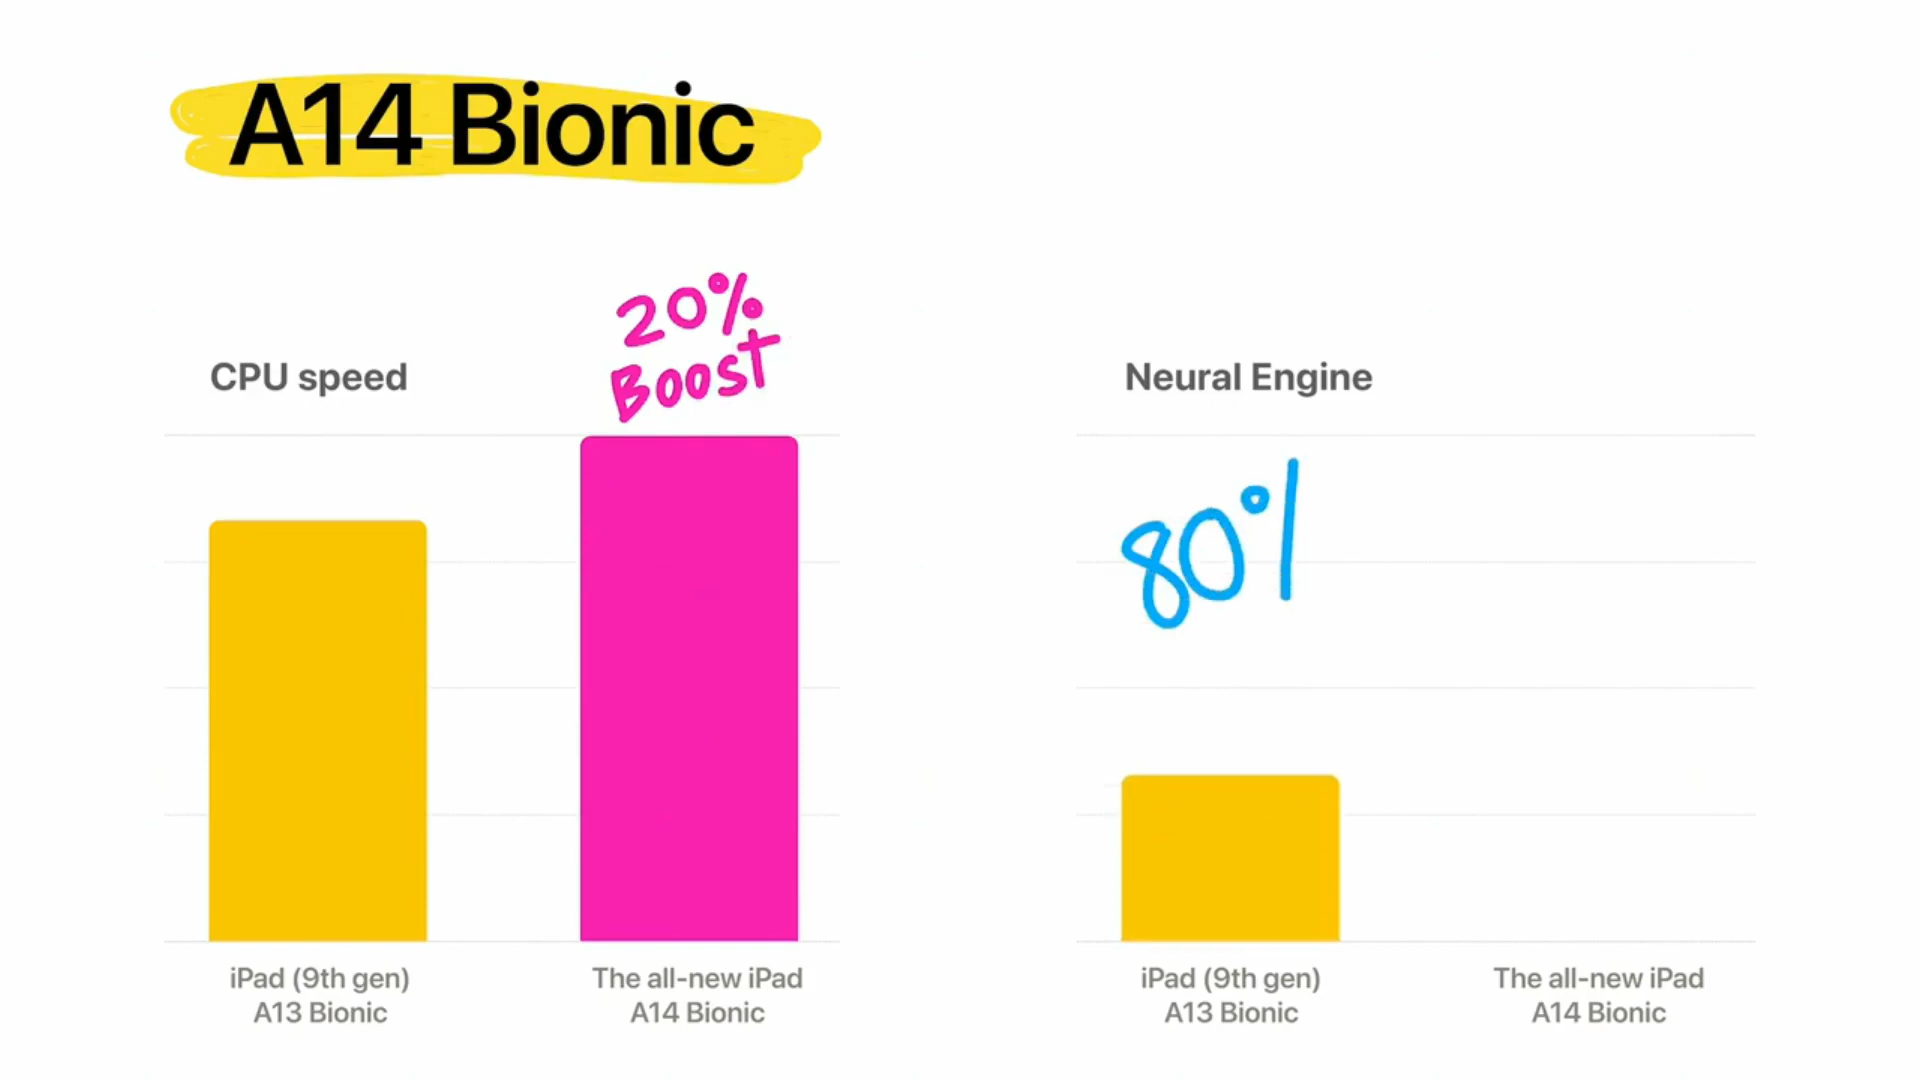 A14 Bionic
20%
BOOST
CPU speed
iPad (9th gen)
A13 Bionic
The all-new iPad
A14 Bionic
Neural Engine
80%
iPad (9th gen)
A13 Bionic
The all-new iPad
A14 Bionic